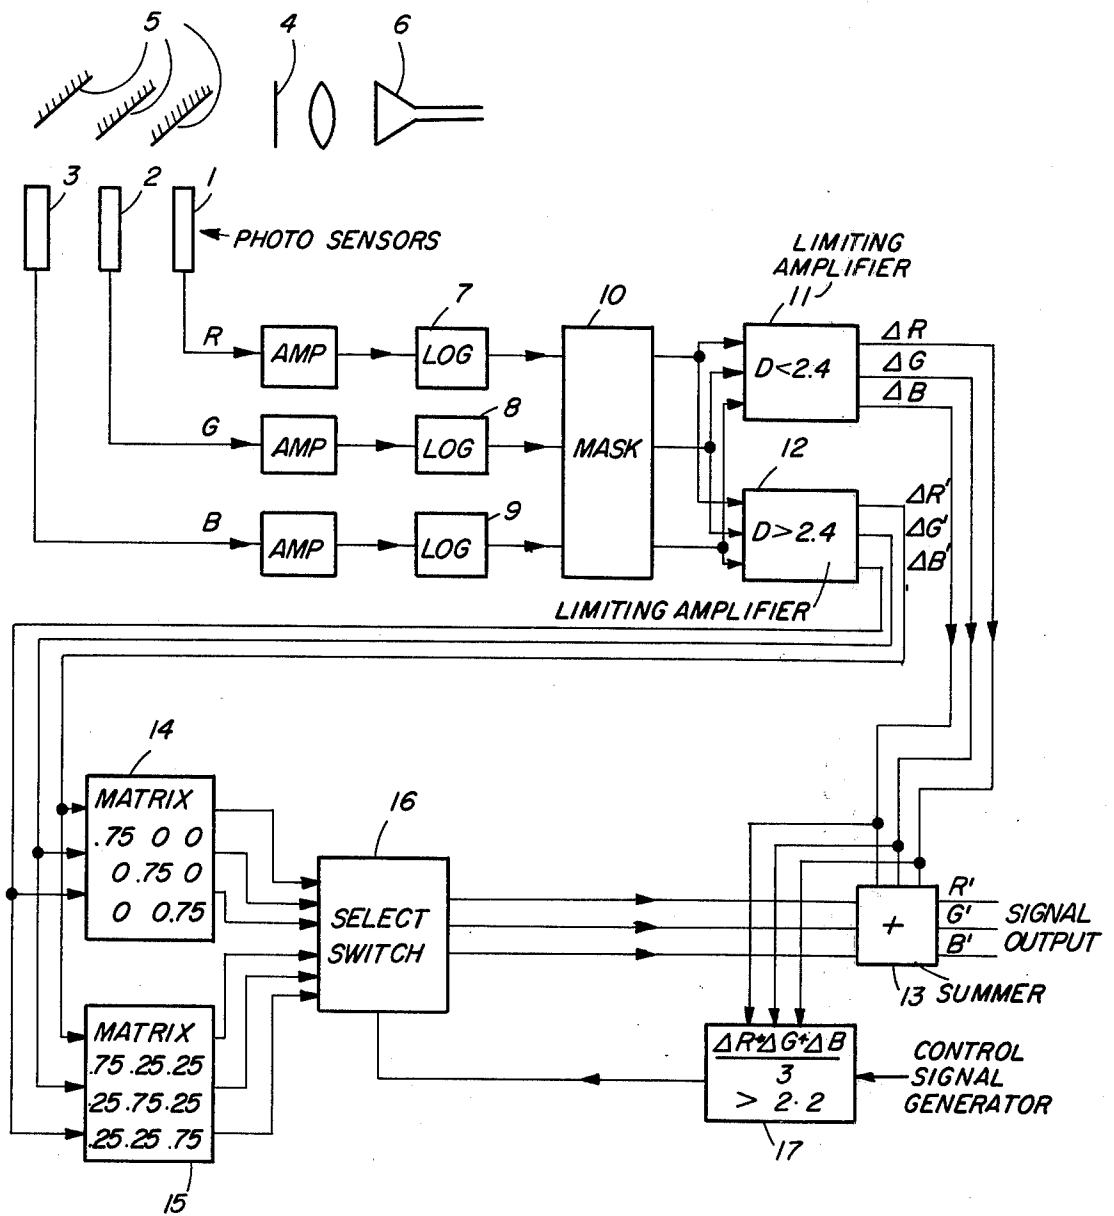 5 4 6
3 2 1
PHOTO SENSORS
LIMITING
AMPLIFIER
11
7 10
R AMP LOG
D<2.4
ΔR
ΔG
ΔB
8
G AMP LOG
MASK
12
9
B AMP LOG
D>2.4
ΔR'
ΔG'
ΔB'
LIMITING AMPLIFIER
14
MATRIX
.75 0 0
0 .75 0
0 0.75
16
SELECT
SWITCH
+
R'
G'
B'
SIGNAL
OUTPUT
13 SUMMER
MATRIX
.75 .25 .25
.25 .75 .25
.25 .25 .75
15
ΔR+ΔG+ΔB
3
> 2.2
17
CONTROL
SIGNAL
GENERATOR